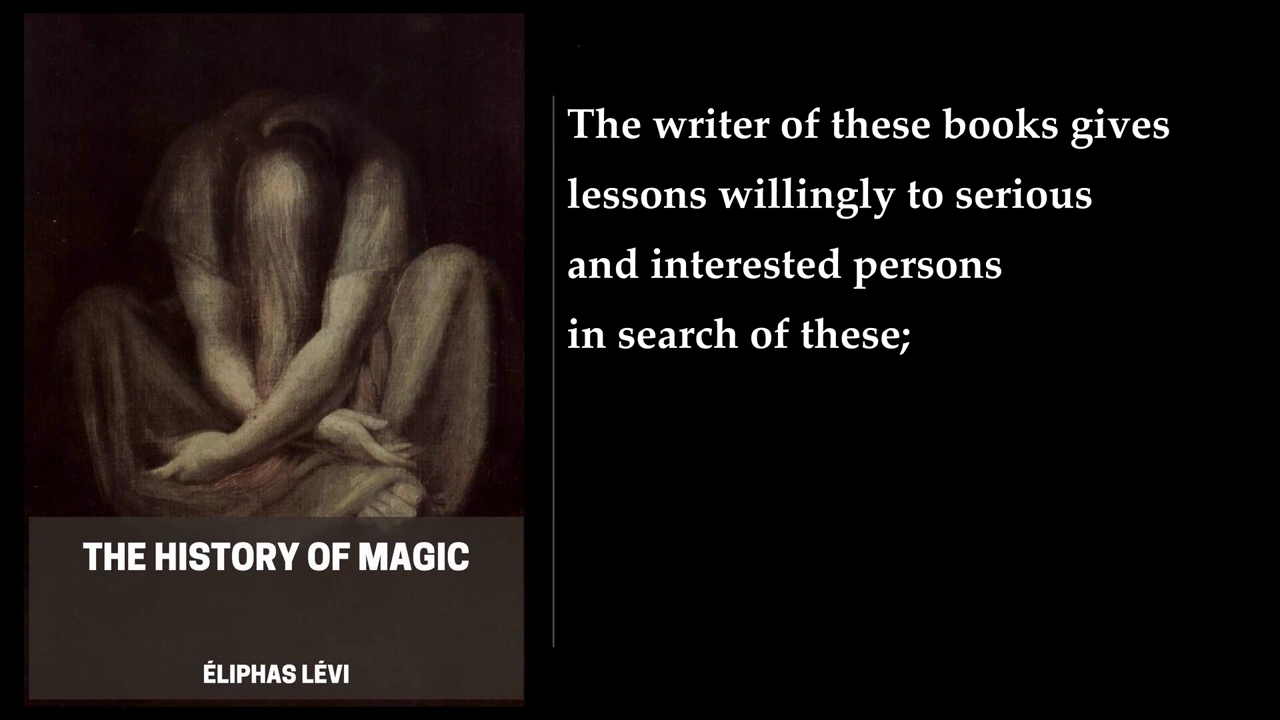 THE HISTORY OF MAGIC
ÉLIPHAS LÉVI
The writer of these books gives
lessons willingly to serious
and interested persons
in search of these;